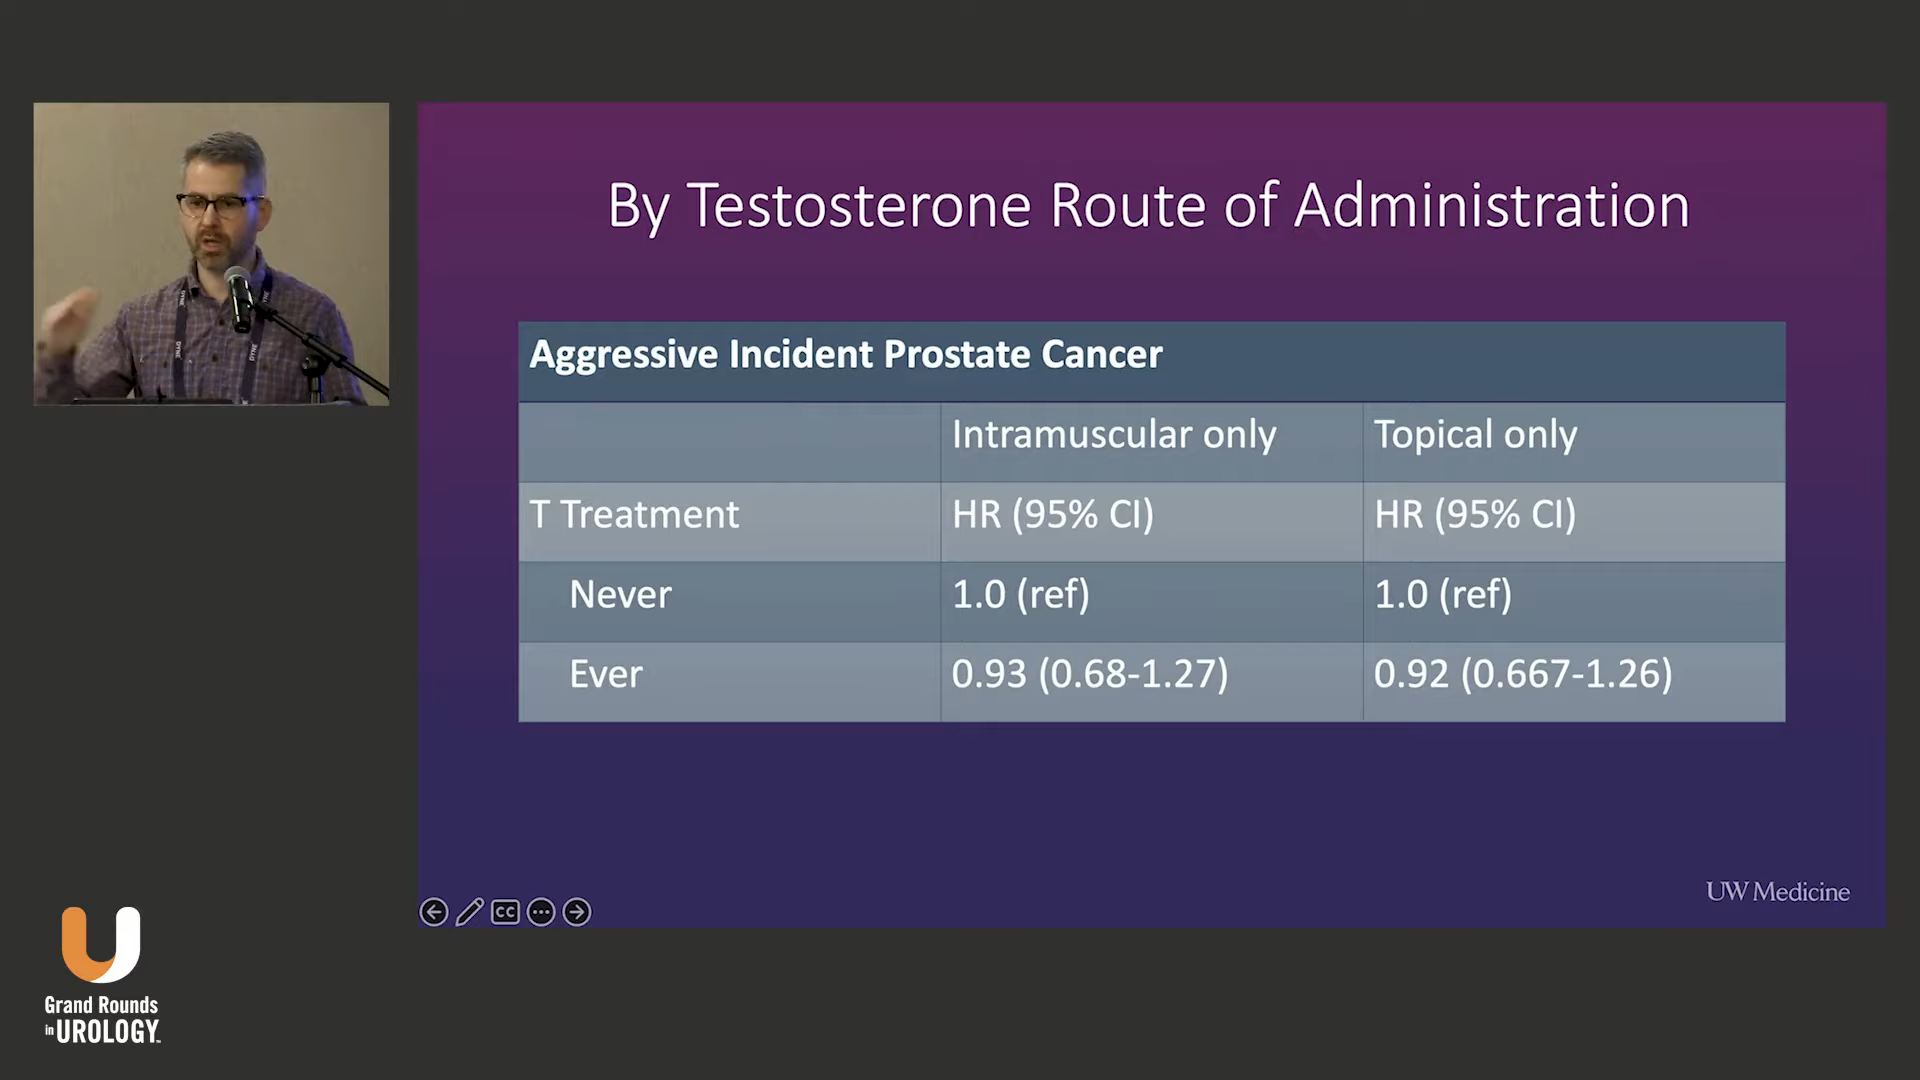 By Testosterone Route of Administration
Aggressive Incident Prostate Cancer
Intramuscular only
Topical only
T Treatment
HR (95% CI)
HR (95% CI)
Never
1.0 (ref)
1.0 (ref)
Ever
0.93 (0.68-1.27)
0.92 (0.667-1.26)
UW Medicine
CC
Grand Rounds
in UROLOGY
DYNE
DYNE